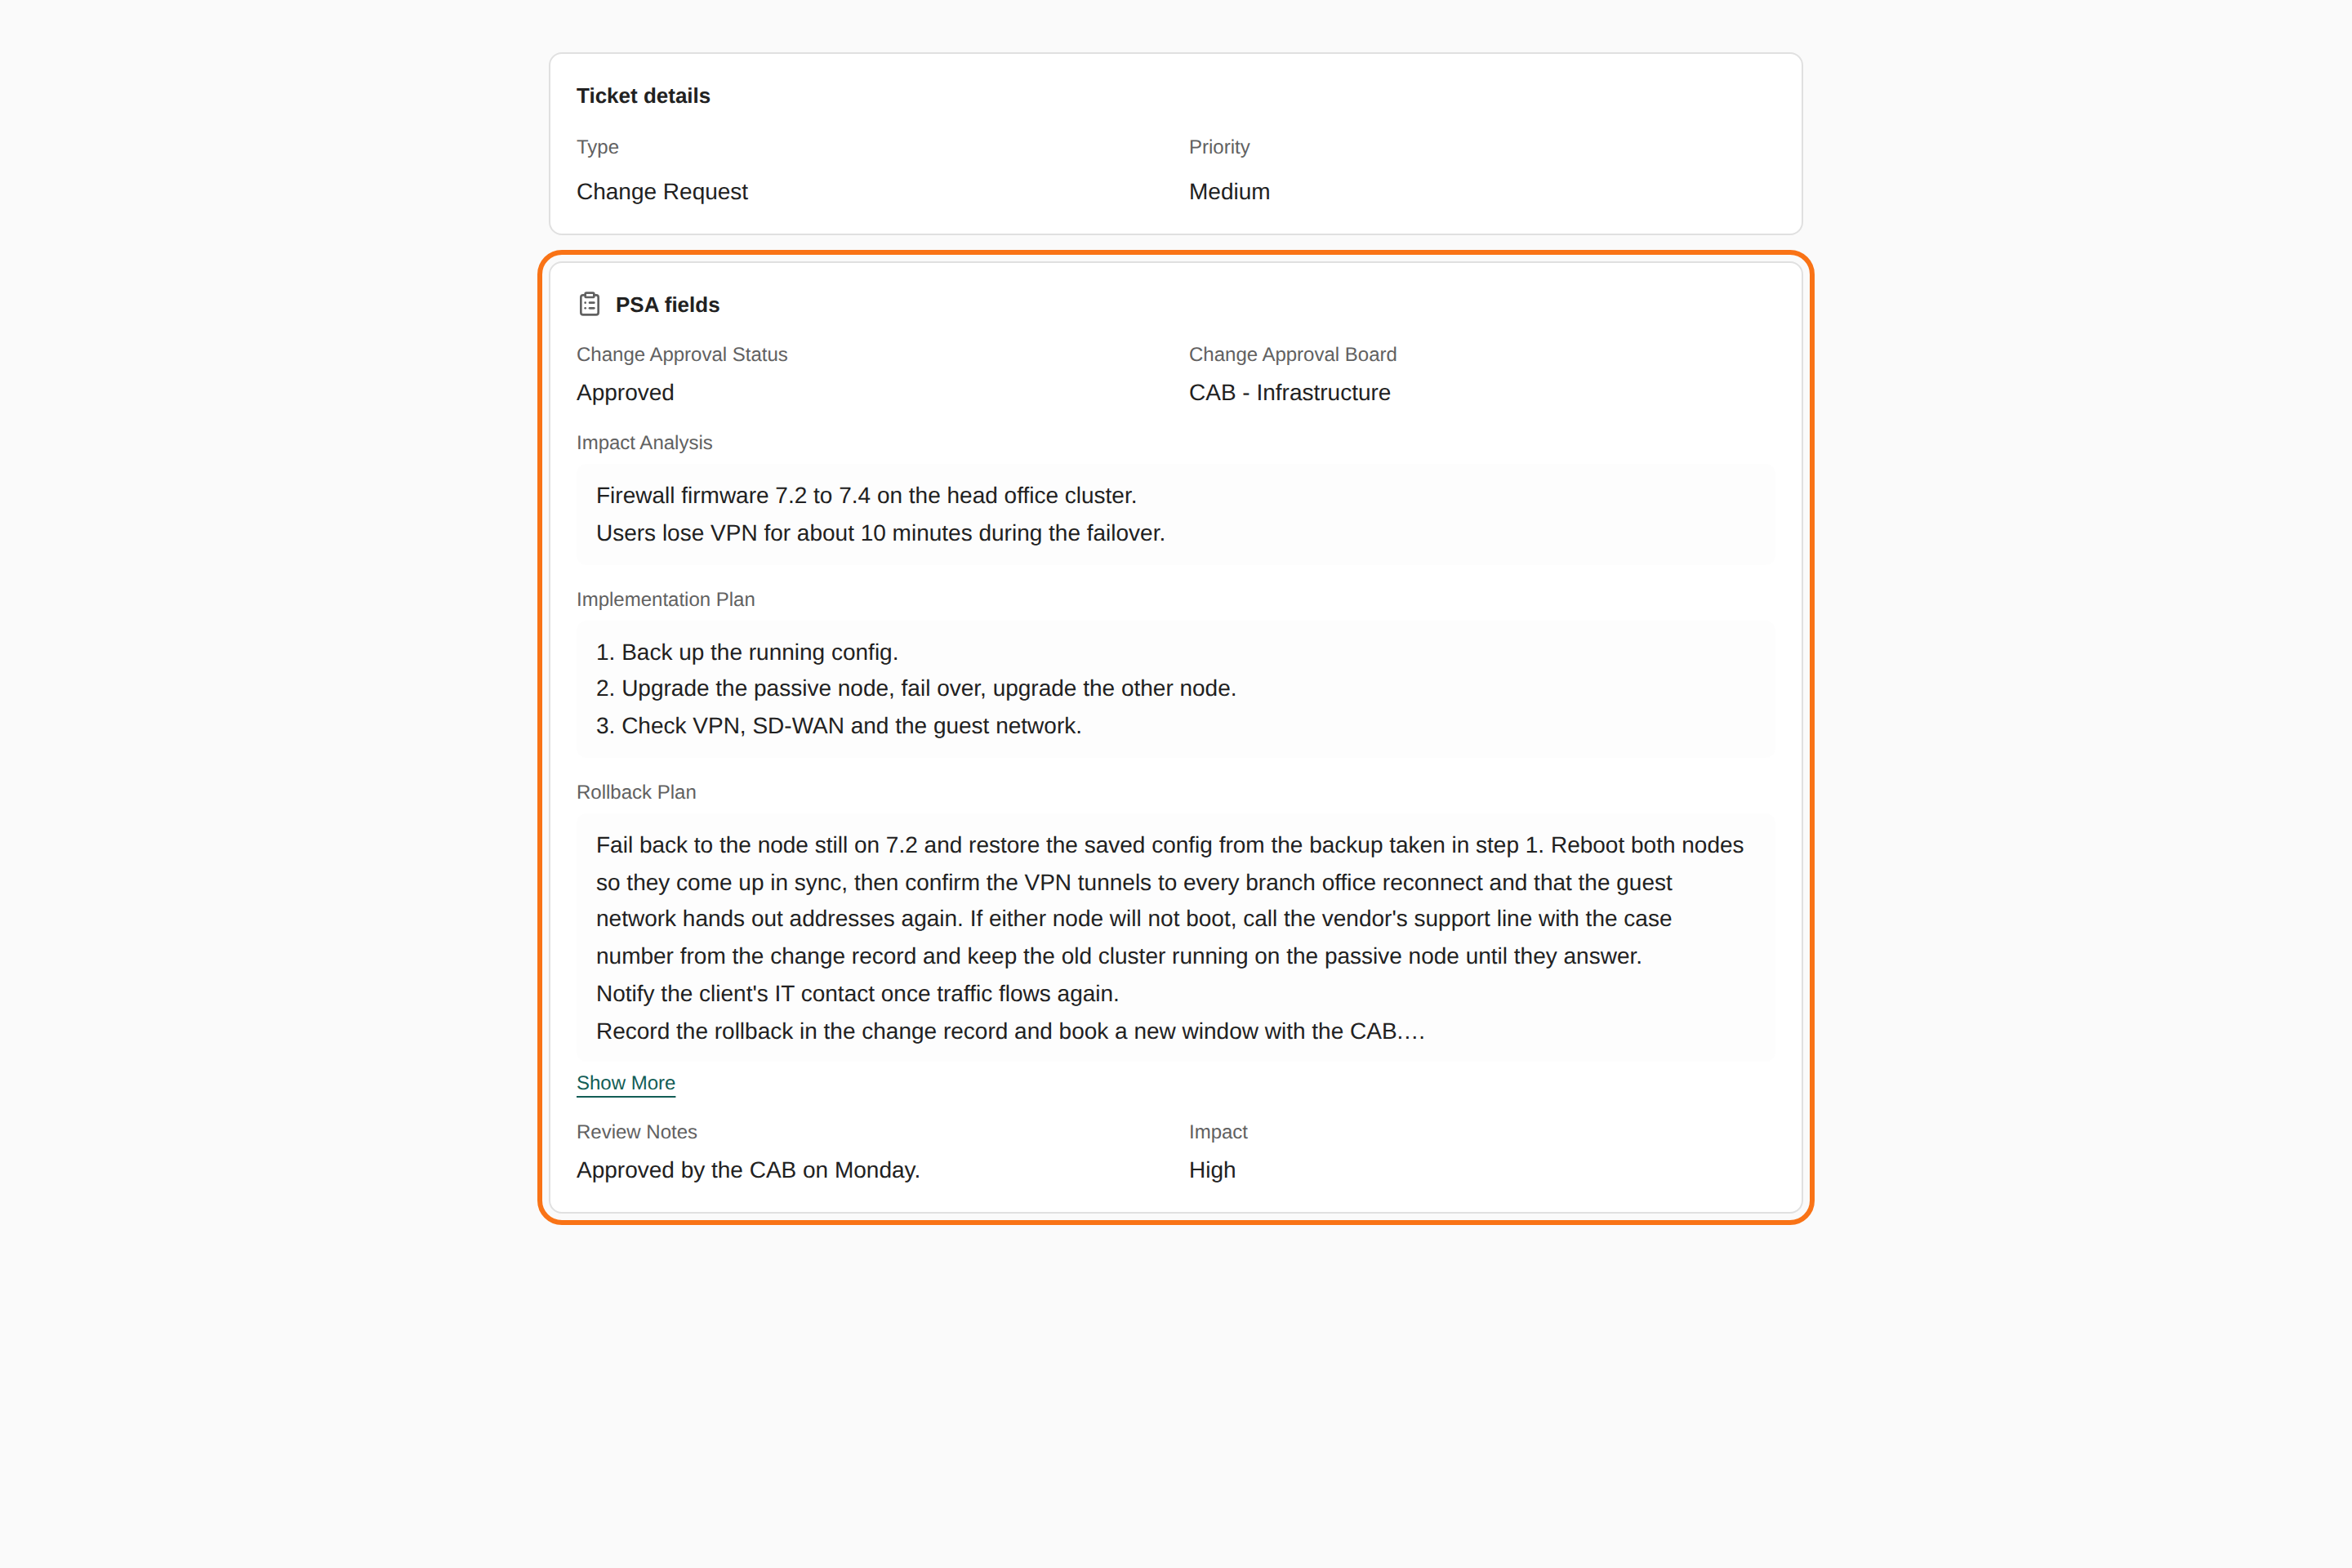 Ticket details
Type
Priority
Change Request
Medium
PSA fields
Change Approval Status
Change Approval Board
Approved
CAB - Infrastructure
Impact Analysis
Firewall firmware 7.2 to 7.4 on the head office cluster.
Users lose VPN for about 10 minutes during the failover.
Implementation Plan
1. Back up the running config.
2. Upgrade the passive node, fail over, upgrade the other node.
3. Check VPN, SD-WAN and the guest network.
Rollback Plan
Fail back to the node still on 7.2 and restore the saved config from the backup taken in step 1. Reboot both nodes
so they come up in sync, then confirm the VPN tunnels to every branch office reconnect and that the guest
network hands out addresses again. If either node will not boot, call the vendor's support line with the case
number from the change record and keep the old cluster running on the passive node until they answer.
Notify the client's IT contact once traffic flows again.
Record the rollback in the change record and book a new window with the CAB.…
Show More
Review Notes
Impact
Approved by the CAB on Monday.
High